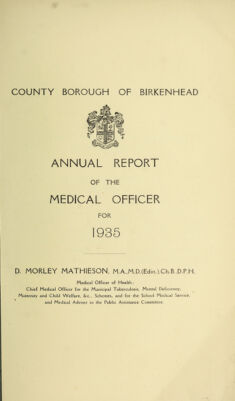 COUNTY BOROUGH OF BIRKENHEAD
ANNUAL REPORT
OF THE
MEDICAL OFFICER
FOR
1935
D. MORLEY MATHIESON, M.A., M.D.(Edin.), Ch.B., D.P.H.
Medical Officer of Health;
Chief Medical Officer for the Municipal Tuberculosis, Mental Deficiency,
Maternity and Child Welfare, &c., Schemes, and for the School Medical Service,
and Medical Adviser to the Public Assistance Committee.